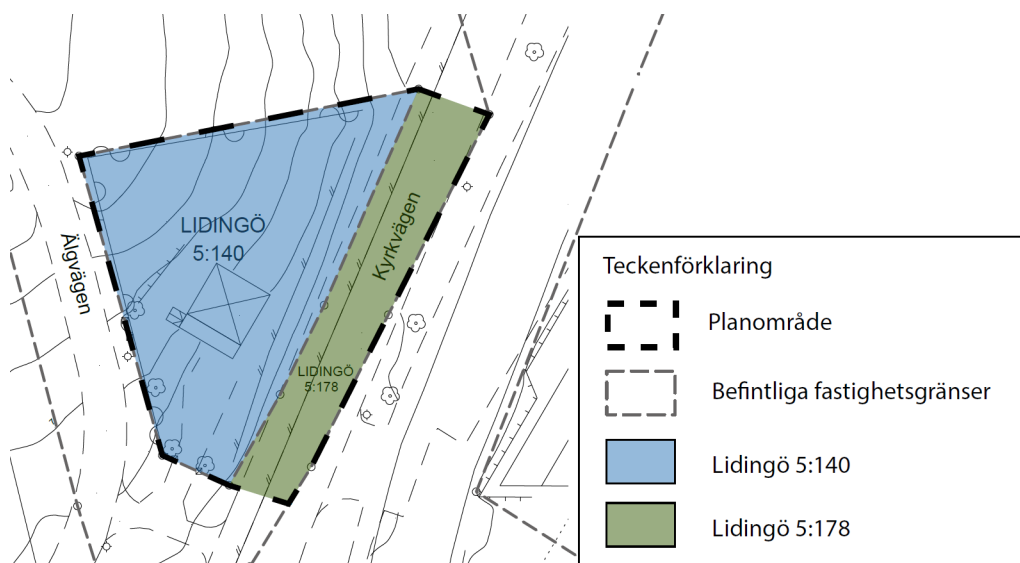 LIDINGÖ
5:140
Älgvägen
Kyrkvägen
LIDINGÖ
5:178
Teckenförklaring
Planområde
Befintliga fastighetsgränser
Lidingö 5:140
Lidingö 5:178